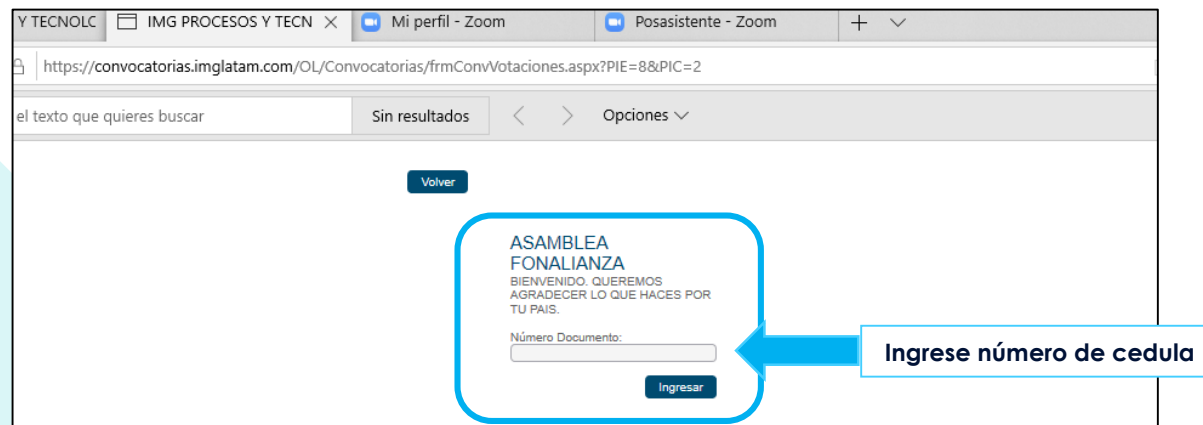 Y TECNOLC
IMG PROCESOS Y TECN
Mi perfil - Zoom
Posasistente - Zoom
https://convocatorias.imglatam.com/OL/Convocatorias/frmConvVotaciones.aspx?PIE=8&PIC=2
el texto que quieres buscar
Sin resultados
Opciones
Volver
ASAMBLEA
FONALIANZA
BIENVENIDO. QUEREMOS
AGRADECER LO QUE HACES POR
TU PAIS.
Número Documento:
Ingrese número de cedula
Ingresar